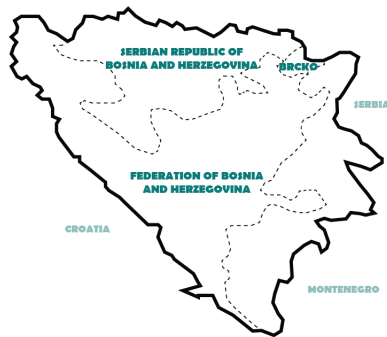 SERBIAN REPUBLIC OF
BOSNIA AND HERZEGOVINA
BRCKO
SERBIA
FEDERATION OF BOSNIA
AND HERZEGOVINA
CROATIA
MONTENEGRO